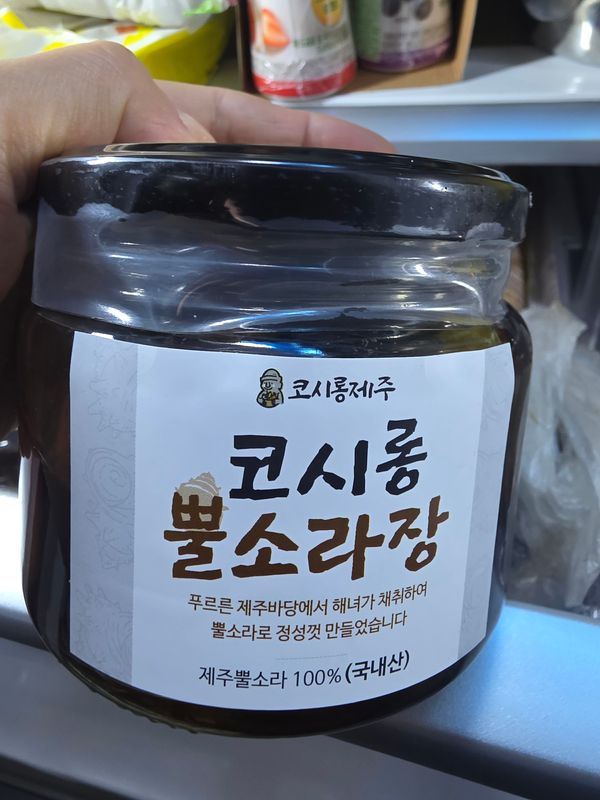 코시롱제주
코시롱
뿔소라장
푸르른 제주바당에서 해녀가 채취하여
뿔소라로 정성껏 만들었습니다
제주뿔소라 100% (국내산)